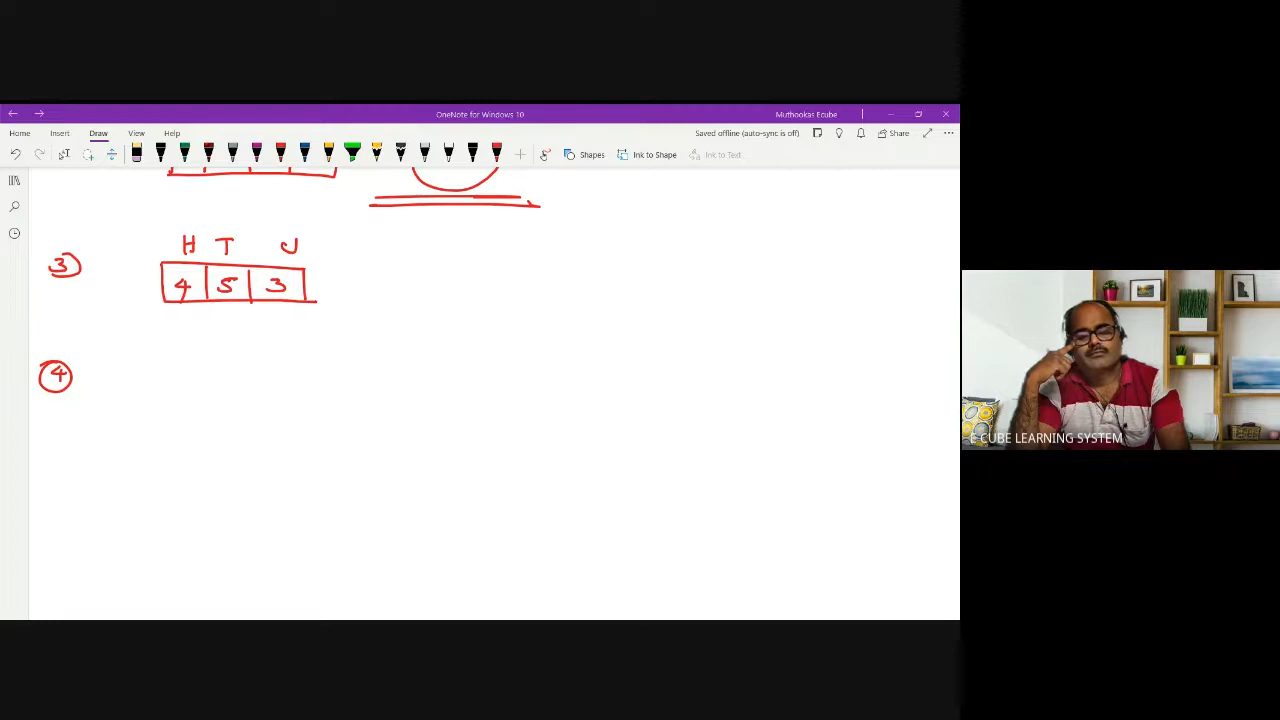 OneNote for Windows 10
Muthookas Ecube
Home Insert Draw View Help
Saved offline (auto-sync is off)
Share
Shapes
Ink to Shape
Ink to Text
H T U
3
4 5 3
4
E CUBE LEARNING SYSTEM